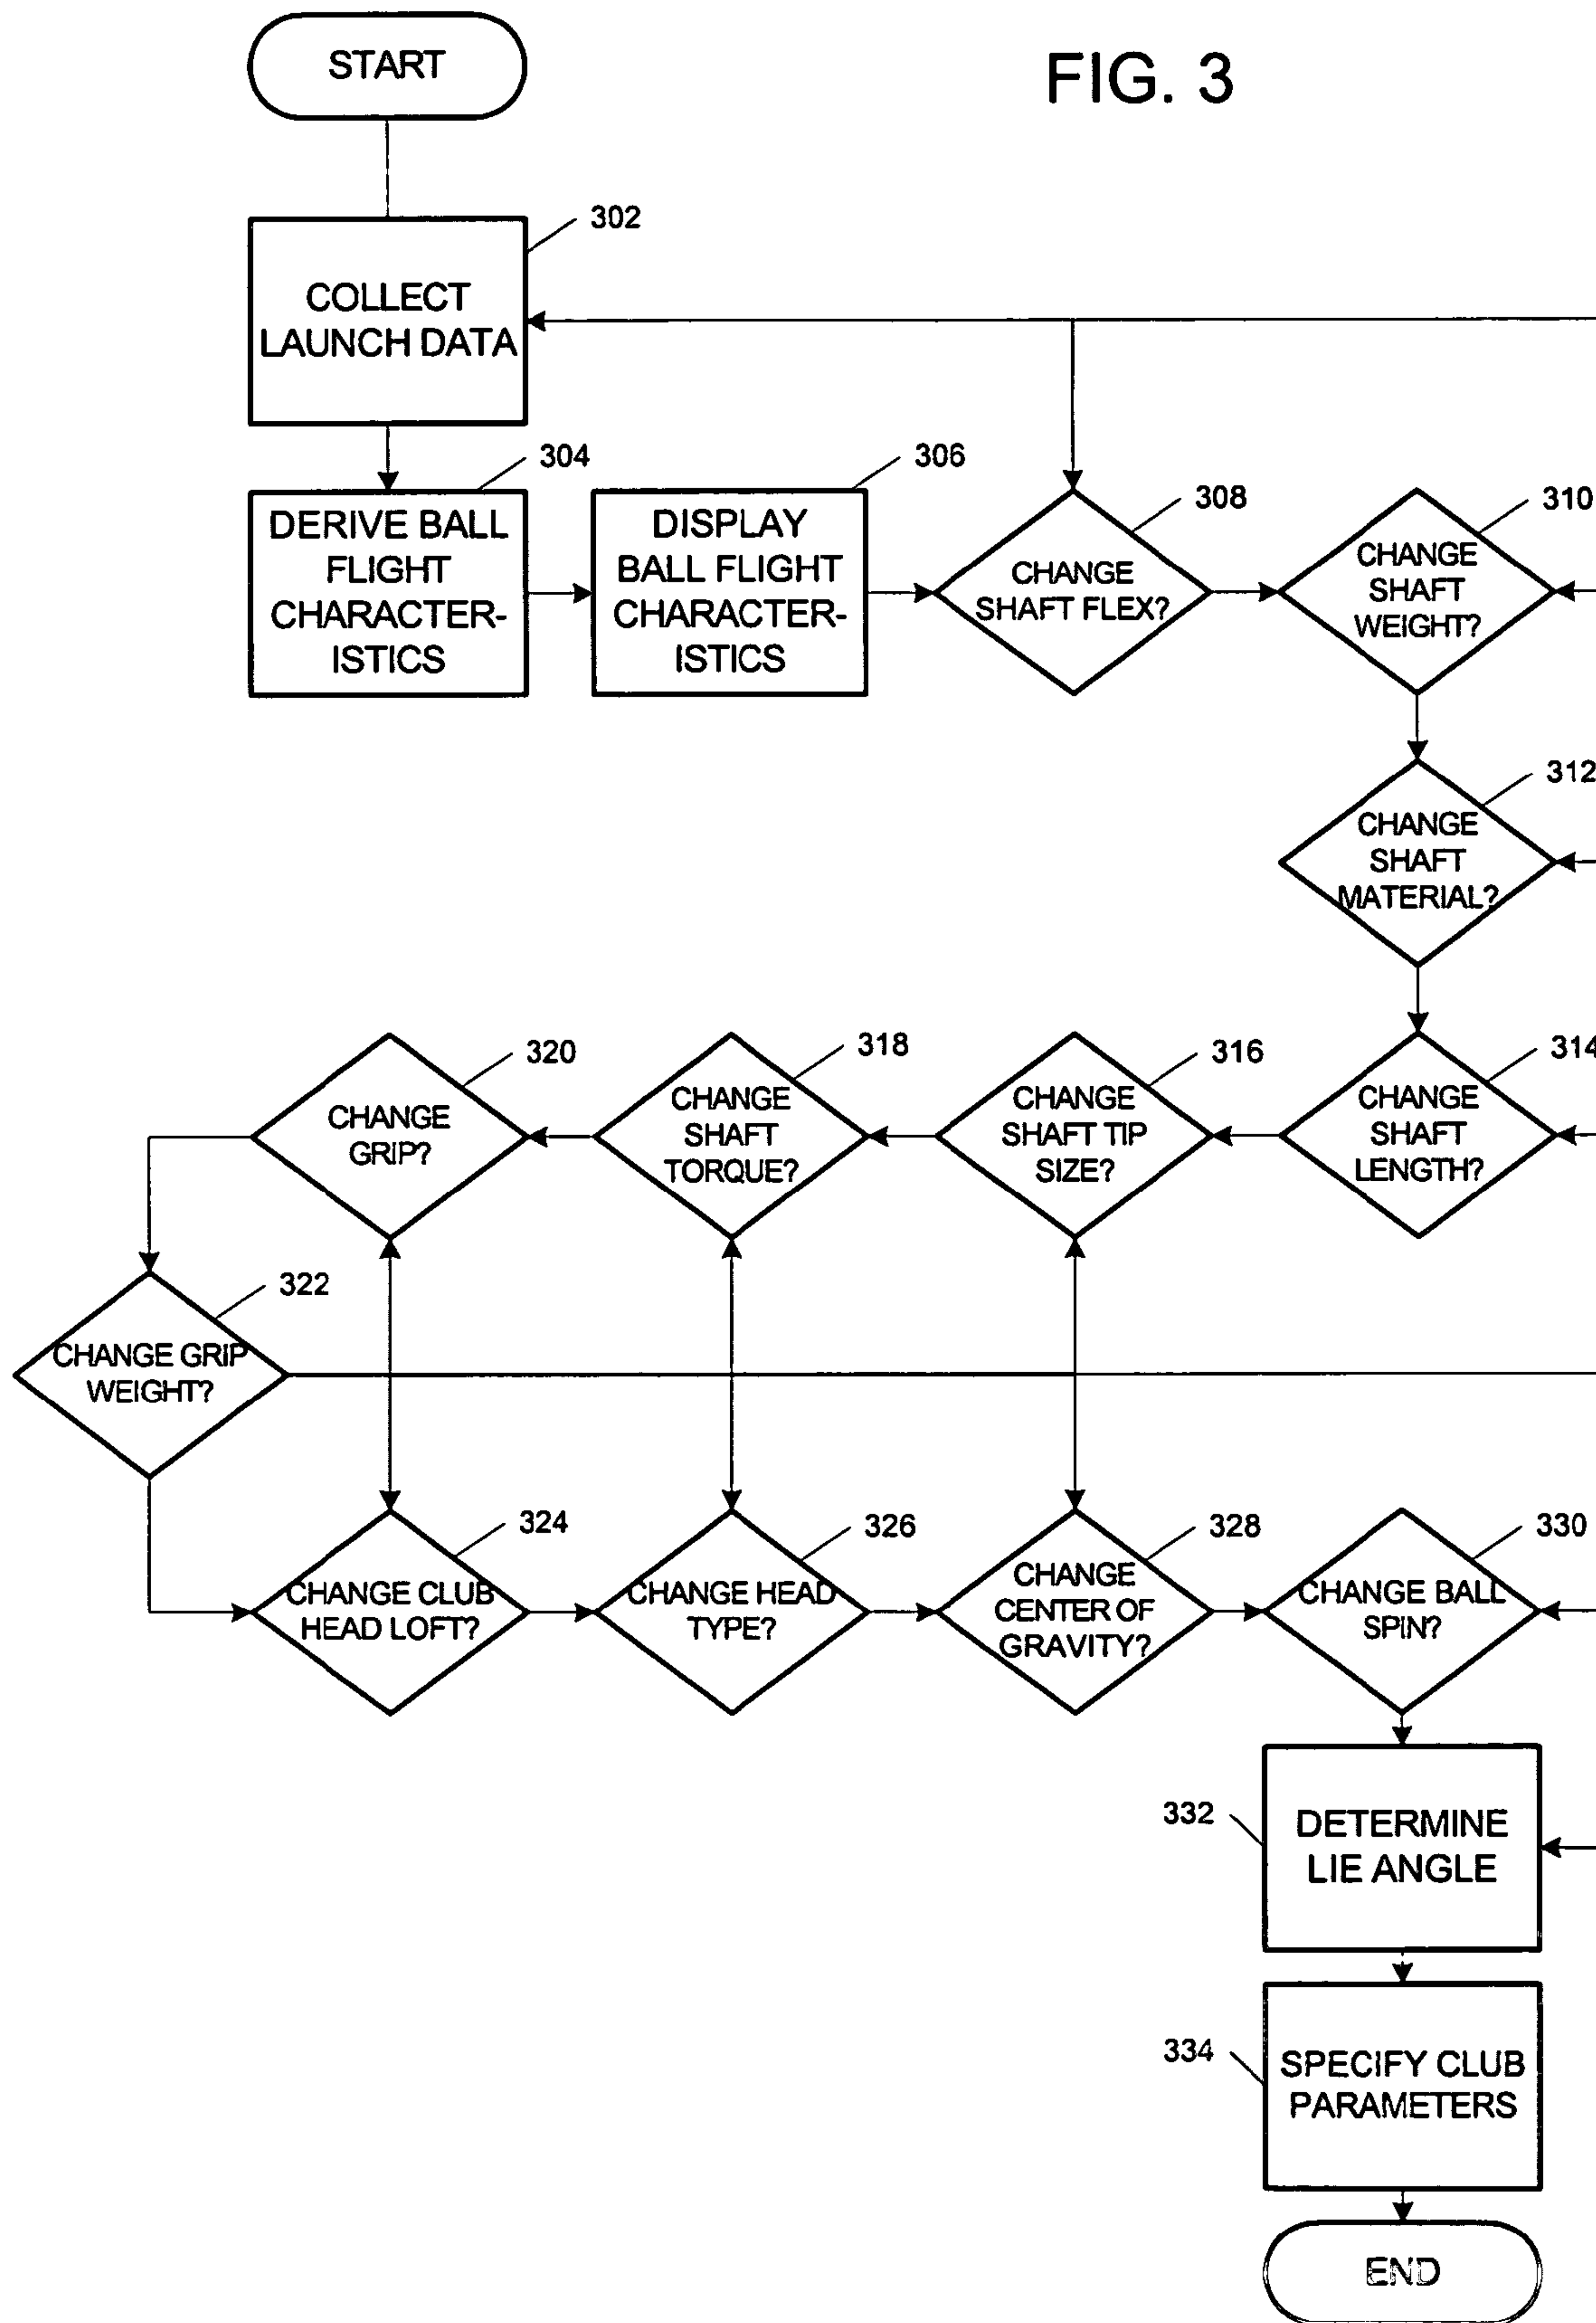 START
FIG. 3
302
COLLECT
LAUNCH DATA
304
DERIVE BALL
FLIGHT
CHARACTER-
ISTICS
306
DISPLAY
BALL FLIGHT
CHARACTER-
ISTICS
308
CHANGE
SHAFT FLEX?
310
CHANGE
SHAFT
WEIGHT?
312
CHANGE
SHAFT
MATERIAL?
314
CHANGE
SHAFT
LENGTH?
316
CHANGE
SHAFT TIP
SIZE?
318
CHANGE
SHAFT
TORQUE?
320
CHANGE
GRIP?
322
CHANGE GRIP
WEIGHT?
324
CHANGE CLUB
HEAD LOFT?
326
CHANGE HEAD
TYPE?
328
CHANGE
CENTER OF
GRAVITY?
330
CHANGE BALL
SPIN?
332
DETERMINE
LIE ANGLE
334
SPECIFY CLUB
PARAMETERS
END